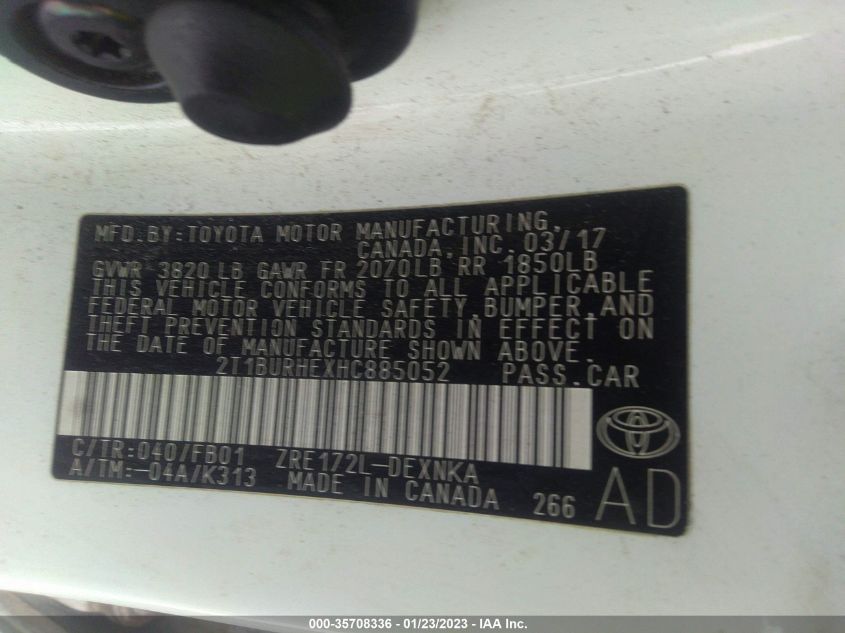 MFD.BY:TOYOTA MOTOR MANUFACTURING,
CANADA,INC. 03/17
GVWR 3820 LB GAWR FR 2070LB RR 1850LB
THIS VEHICLE CONFORMS TO ALL APPLICABLE
FEDERAL MOTOR VEHICLE SAFETY,BUMPER,AND
THEFT PREVENTION STANDARDS IN EFFECT ON
THE DATE OF MANUFACTURE SHOWN ABOVE.
2T1BURHEXHC885052 PASS.CAR
C/TR:040/FB01 ZRE172L-DEXNKA
A/TM:-04A/K313 MADE IN CANADA 266 AD
000-35708336 - 01/23/2023 - IAA Inc.